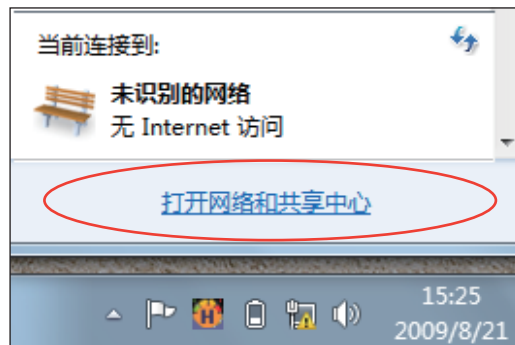 当前连接到:
未识别的网络
无 Internet 访问
打开网络和共享中心
15:25
2009/8/21